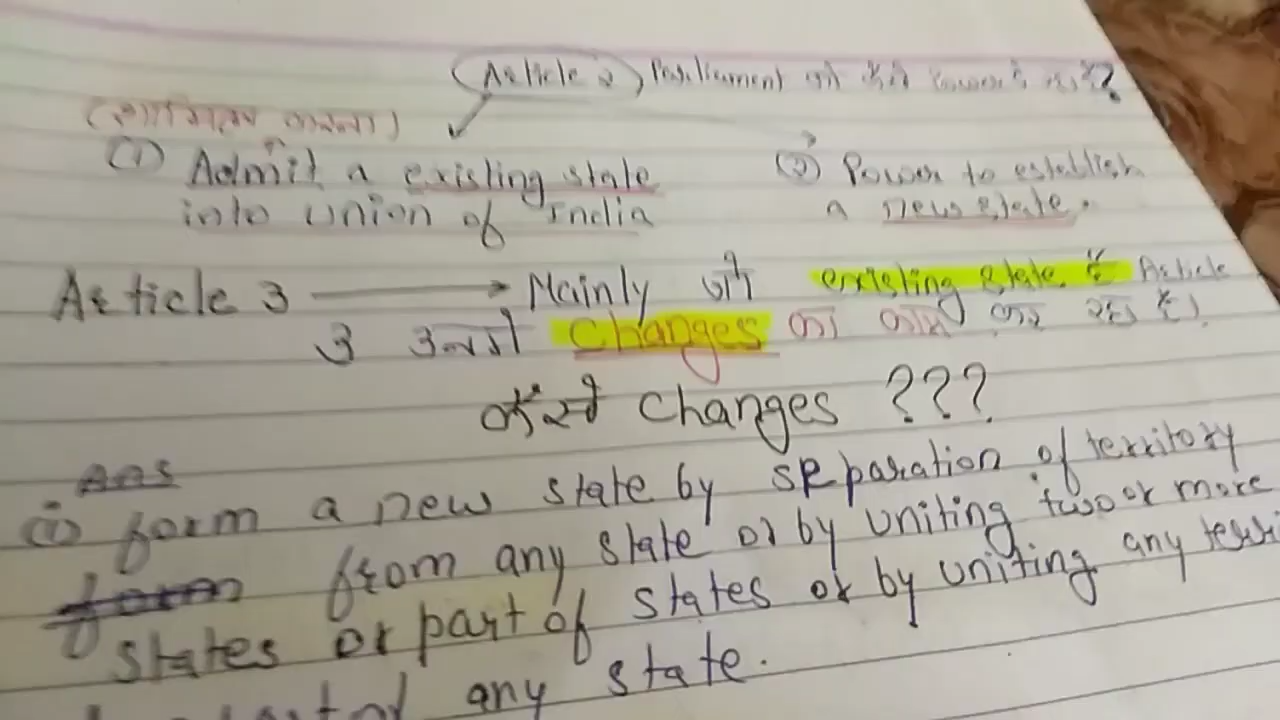 Article 2) Parliament को दो powers
(शामिल करना)
(1) Admit a existing state (2) Power to establish
into union of India a new state.
Article 3 → Mainly जो existing state है Article
3 उनमें changes का काम कर रहा है।
कैसे changes ???
Ans
(i) form a new state by separation of territory
from any state or by uniting two or more
states or part of states or by uniting any
any state.